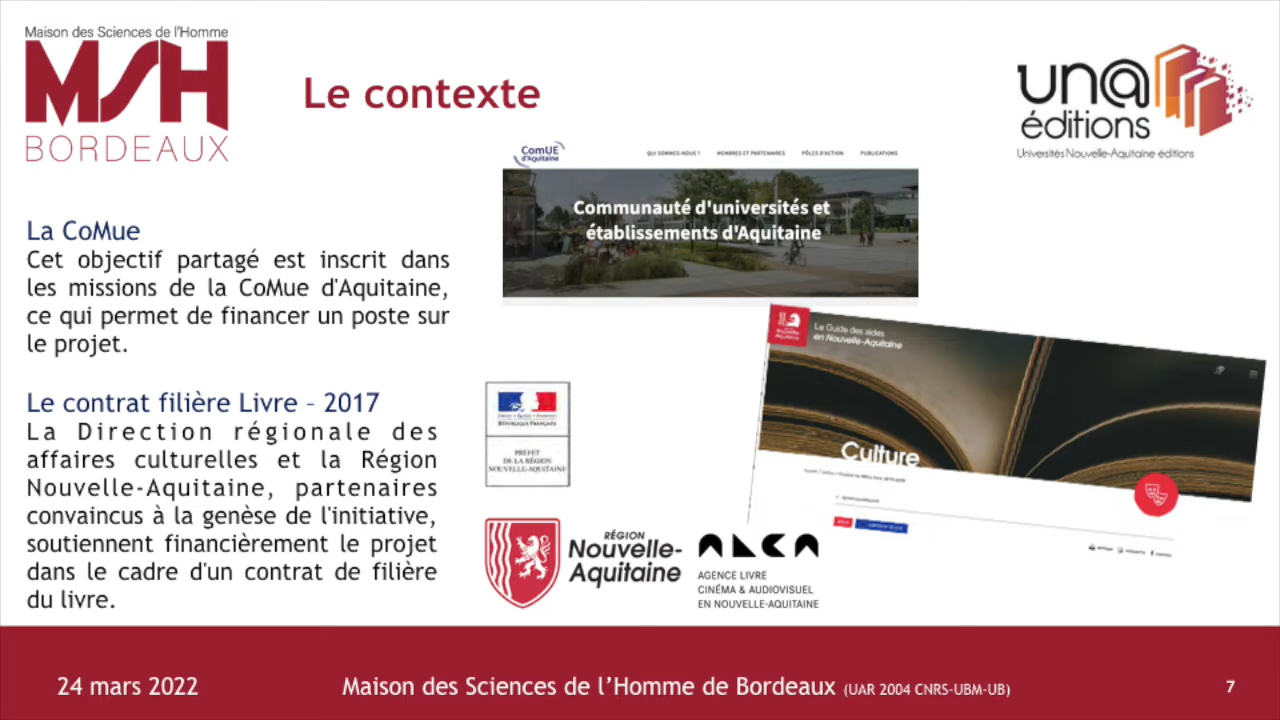 Maison des Sciences de l'Homme
MSH
BORDEAUX
Le contexte
un@
éditions
Universités Nouvelle-Aquitaine éditions
ComUE
d'Aquitaine
QUI SOMMES-NOUS ?
MEMBRES ET PARTENAIRES
PÔLES D'ACTION
PUBLICATIONS
Communauté d'universités et
établissements d'Aquitaine
La CoMue
Cet objectif partagé est inscrit dans
les missions de la CoMue d'Aquitaine,
ce qui permet de financer un poste sur
le projet.
Le contrat filière Livre – 2017
La Direction régionale des
affaires culturelles et la Région
Nouvelle-Aquitaine, partenaires
convaincus à la genèse de l'initiative,
soutiennent financièrement le projet
dans le cadre d'un contrat de filière
du livre.
Le Guide des aides
en Nouvelle-Aquitaine
Culture
RÉPUBLIQUE FRANÇAISE
PRÉFET
DE LA RÉGION
NOUVELLE-AQUITAINE
RÉGION
Nouvelle-
Aquitaine
ALCA
AGENCE LIVRE
CINÉMA & AUDIOVISUEL
EN NOUVELLE-AQUITAINE
24 mars 2022
Maison des Sciences de l’Homme de Bordeaux (UAR 2004 CNRS-UBM-UB)
7